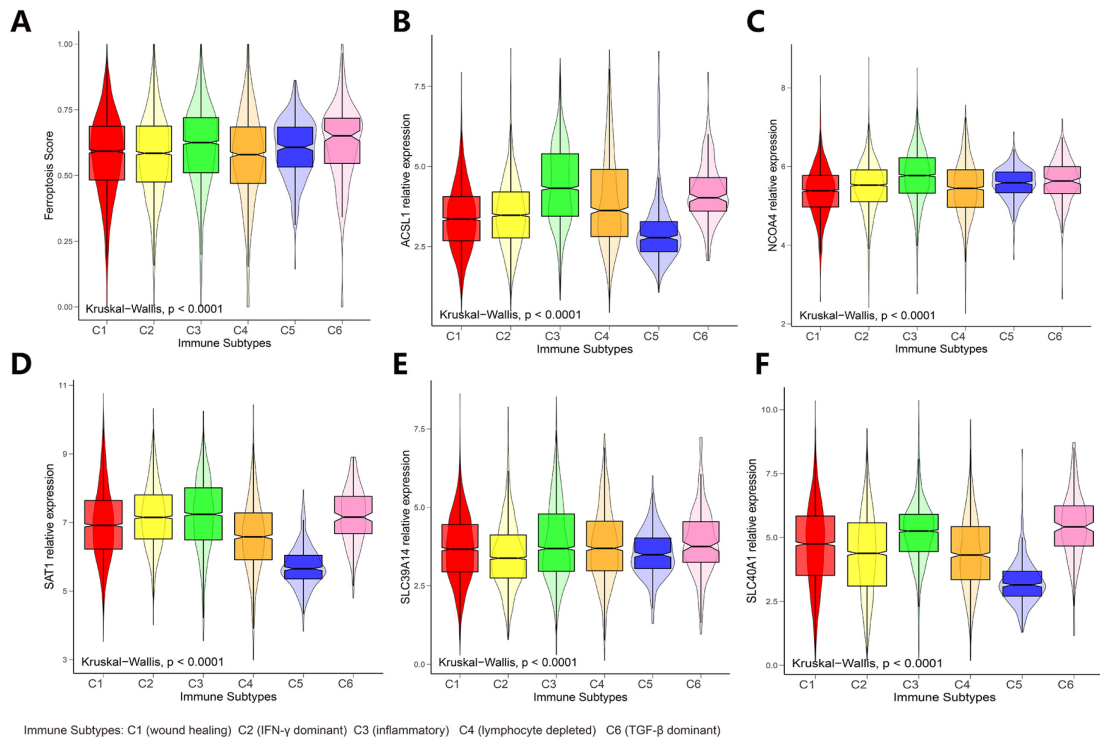 A
Ferroptosis Score
1.00
0.75
0.50
0.25
0.00
Kruskal−Wallis, p < 0.0001
C1 C2 C3 C4 C5 C6
Immune Subtypes
B
ACSL1 relative expression
7.5
5.0
2.5
Kruskal−Wallis, p < 0.0001
C1 C2 C3 C4 C5 C6
Immune Subtypes
C
NCOA4 relative expression
8
6
4
2
Kruskal−Wallis, p < 0.0001
C1 C2 C3 C4 C5 C6
Immune Subtypes
D
SAT1 relative expression
11
9
7
5
3
Kruskal−Wallis, p < 0.0001
C1 C2 C3 C4 C5 C6
Immune Subtypes
E
SLC39A14 relative expression
7.5
5.0
2.5
0.0
Kruskal−Wallis, p < 0.0001
C1 C2 C3 C4 C5 C6
Immune Subtypes
F
SLC40A1 relative expression
10.0
7.5
5.0
2.5
0.0
Kruskal−Wallis, p < 0.0001
C1 C2 C3 C4 C5 C6
Immune Subtypes
Immune Subtypes: C1 (wound healing) C2 (IFN-γ dominant) C3 (inflammatory) C4 (lymphocyte depleted) C6 (TGF-β dominant)